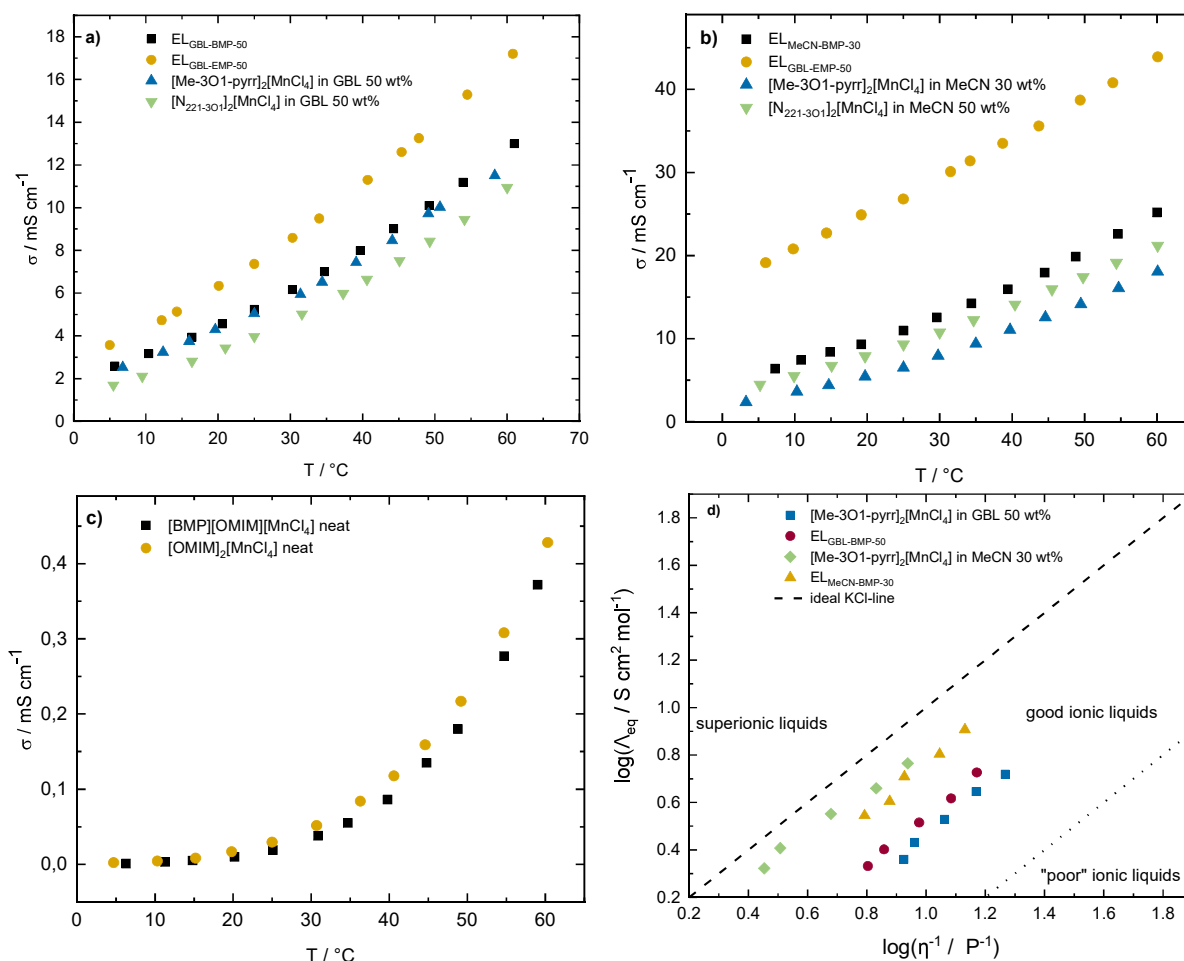 a)
EL_GBL-BMP-50
EL_GBL-EMP-50
[Me-3O1-pyrr]₂[MnCl₄] in GBL 50 wt%
[N₂₂₁₋₃O₁]₂[MnCl₄] in GBL 50 wt%
18
16
14
12
10
8
6
4
2
0
σ / mS cm⁻¹
0 10 20 30 40 50 60 70
T / °C
b)
EL_MeCN-BMP-30
EL_GBL-EMP-50
[Me-3O1-pyrr]₂[MnCl₄] in MeCN 30 wt%
[N₂₂₁₋₃O₁]₂[MnCl₄] in MeCN 50 wt%
40
30
20
10
0
σ / mS cm⁻¹
0 10 20 30 40 50 60
T / °C
c)
[BMP][OMIM][MnCl₄] neat
[OMIM]₂[MnCl₄] neat
0,4
0,3
0,2
0,1
0,0
σ / mS cm⁻¹
0 10 20 30 40 50 60
T / °C
d)
[Me-3O1-pyrr]₂[MnCl₄] in GBL 50 wt%
EL_GBL-BMP-50
[Me-3O1-pyrr]₂[MnCl₄] in MeCN 30 wt%
EL_MeCN-BMP-30
ideal KCl-line
1.8
1.6
1.4
1.2
1.0
0.8
0.6
0.4
0.2
log(Λ_eq / S cm² mol⁻¹)
superionic liquids
good ionic liquids
"poor" ionic liquids
0.2 0.4 0.6 0.8 1.0 1.2 1.4 1.6 1.8
log(η⁻¹ / P⁻¹)